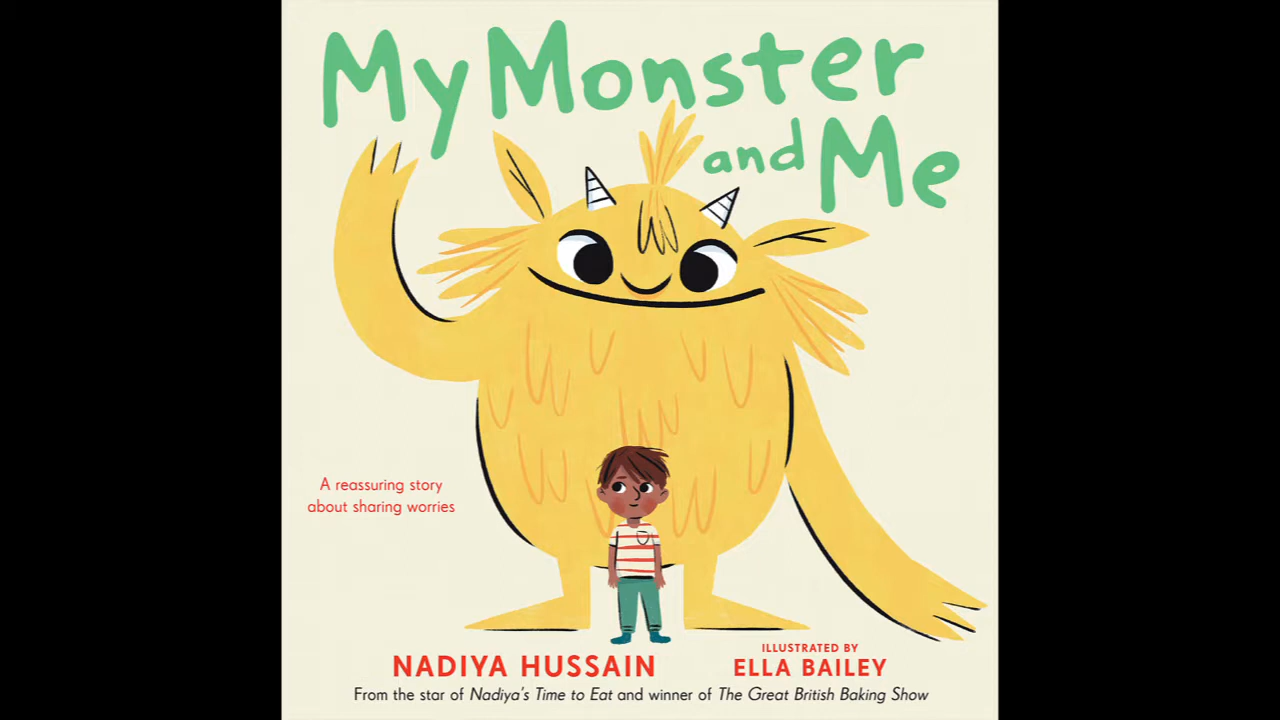 My Monster
and Me
A reassuring story
about sharing worries
NADIYA HUSSAIN
ILLUSTRATED BY
ELLA BAILEY
From the star of Nadiya's Time to Eat and winner of The Great British Baking Show